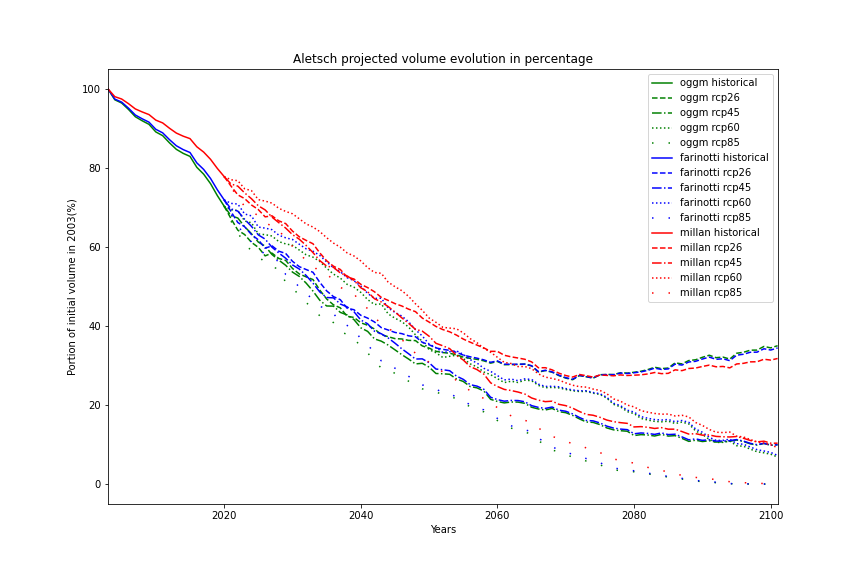 Aletsch projected volume evolution in percentage
Portion of initial volume in 2003(%)
100
80
60
40
20
0
oggm historical
oggm rcp26
oggm rcp45
oggm rcp60
oggm rcp85
farinotti historical
farinotti rcp26
farinotti rcp45
farinotti rcp60
farinotti rcp85
millan historical
millan rcp26
millan rcp45
millan rcp60
millan rcp85
2020
2040
2060
2080
2100
Years